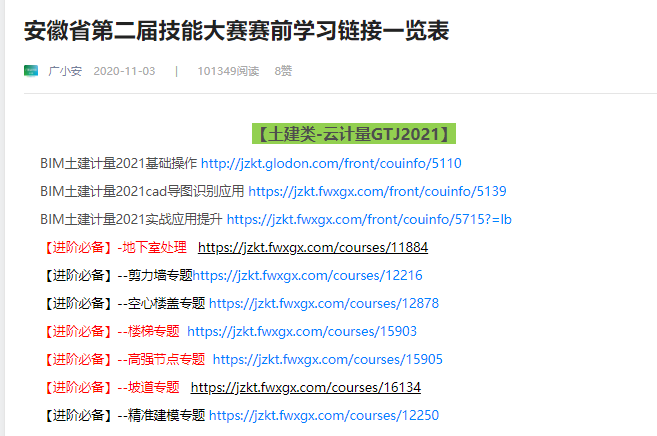 安徽省第二届技能大赛赛前学习链接一览表
广小安 2020-11-03 | 101349阅读 8赞
【土建类-云计量GTJ2021】
BIM土建计量2021基础操作 http://jzkt.glodon.com/front/couinfo/5110
BIM土建计量2021cad导图识别应用 https://jzkt.fwxgx.com/front/couinfo/5139
BIM土建计量2021实战应用提升 https://jzkt.fwxgx.com/front/couinfo/5715?=lb
【进阶必备】-地下室处理 https://jzkt.fwxgx.com/courses/11884
【进阶必备】--剪力墙专题https://jzkt.fwxgx.com/courses/12216
【进阶必备】--空心楼盖专题 https://jzkt.fwxgx.com/courses/12878
【进阶必备】--楼梯专题 https://jzkt.fwxgx.com/courses/15903
【进阶必备】--高强节点专题 https://jzkt.fwxgx.com/courses/15905
【进阶必备】--坡道专题 https://jzkt.fwxgx.com/courses/16134
【进阶必备】--精准建模专题 https://jzkt.fwxgx.com/courses/12250